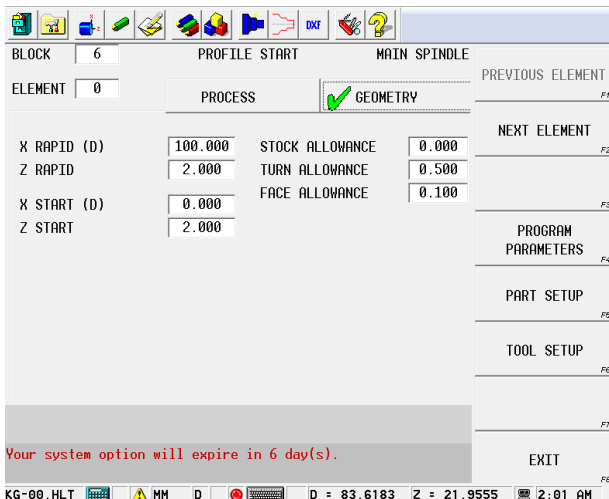 DXF
BLOCK 6 PROFILE START MAIN SPINDLE
ELEMENT 0
PROCESS GEOMETRY
X RAPID (D) 100.000 STOCK ALLOWANCE 0.000
Z RAPID 2.000 TURN ALLOWANCE 0.500
FACE ALLOWANCE 0.100
X START (D) 0.000
Z START 2.000
PREVIOUS ELEMENT
F1
NEXT ELEMENT
F2
F3
PROGRAM
PARAMETERS
F4
PART SETUP
F5
TOOL SETUP
F6
F7
EXIT
F8
Your system option will expire in 6 day(s).
KG-00.HLT MM D D = 83.6183 Z = 21.9555 2:01 AM